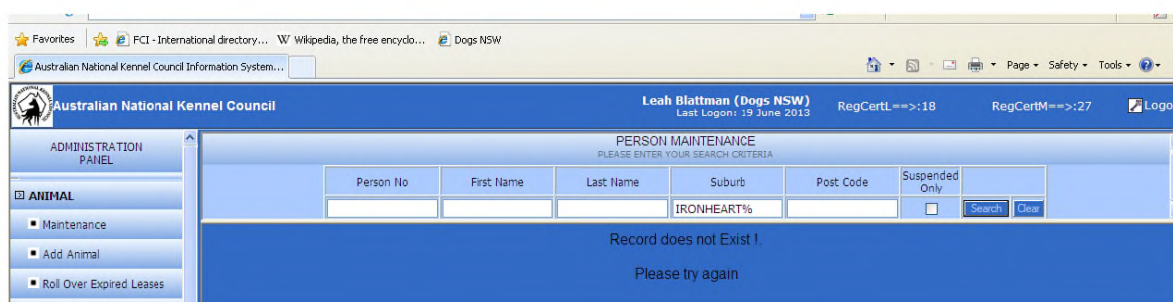 Favorites FCI - International directory... W Wikipedia, the free encyclo... Dogs NSW
Australian National Kennel Council Information System... Page Safety Tools
Australian National Kennel Council Leah Blattman (Dogs NSW) RegCertL==>:18 RegCertM==>:27 Logo
Last Logon: 19 June 2013
ADMINISTRATION PERSON MAINTENANCE
PANEL PLEASE ENTER YOUR SEARCH CRITERIA
Person No First Name Last Name Suburb Post Code Suspended
Only
ANIMAL IRONHEART% Search Clear
Maintenance
Record does not Exist !.
Add Animal
Please try again
Roll Over Expired Leases